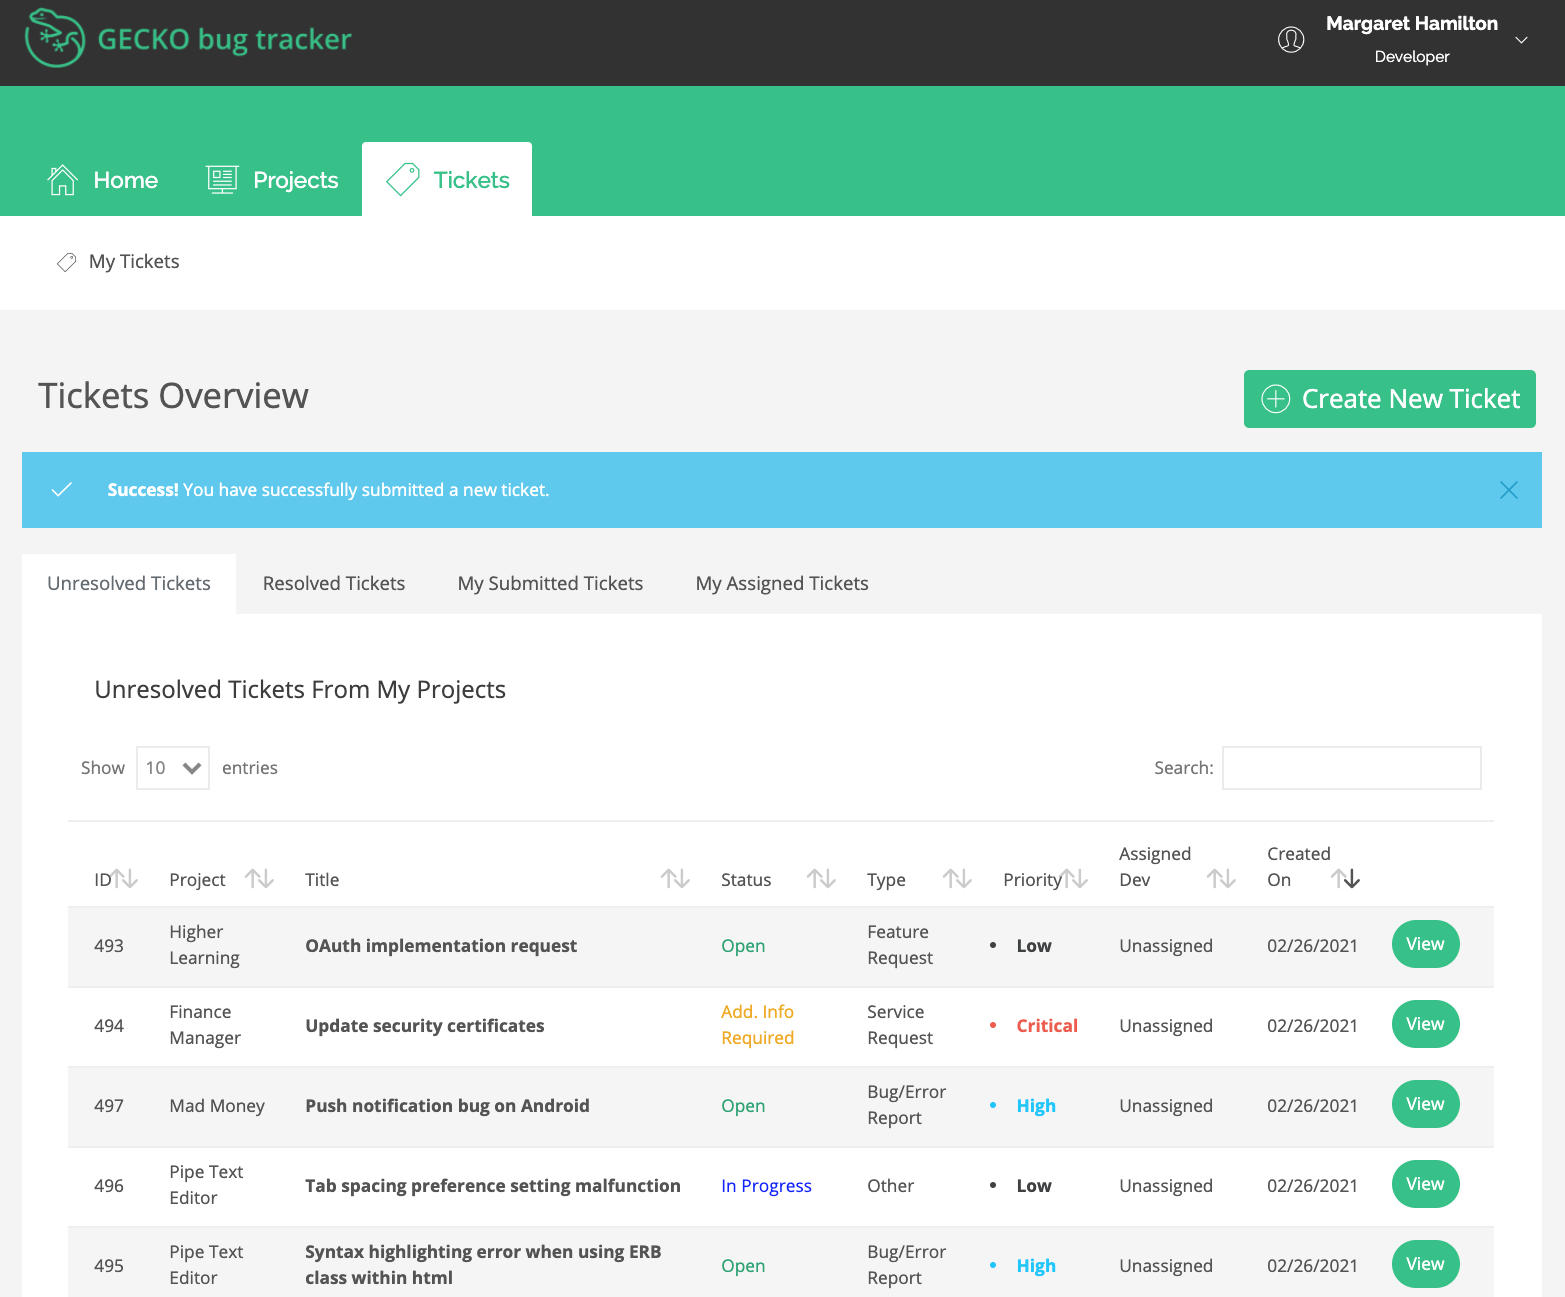 GECKO bug tracker
Margaret Hamilton
Developer
Home
Projects
Tickets
My Tickets
Tickets Overview
Create New Ticket
Success! You have successfully submitted a new ticket.
Unresolved Tickets
Resolved Tickets
My Submitted Tickets
My Assigned Tickets
Unresolved Tickets From My Projects
Show 10 entries
Search:
ID Project Title Status Type Priority Assigned Dev Created On
493 Higher Learning OAuth implementation request Open Feature Request • Low Unassigned 02/26/2021 View
494 Finance Manager Update security certificates Add. Info Required Service Request • Critical Unassigned 02/26/2021 View
497 Mad Money Push notification bug on Android Open Bug/Error Report • High Unassigned 02/26/2021 View
496 Pipe Text Editor Tab spacing preference setting malfunction In Progress Other • Low Unassigned 02/26/2021 View
495 Pipe Text Editor Syntax highlighting error when using ERB class within html Open Bug/Error Report • High Unassigned 02/26/2021 View